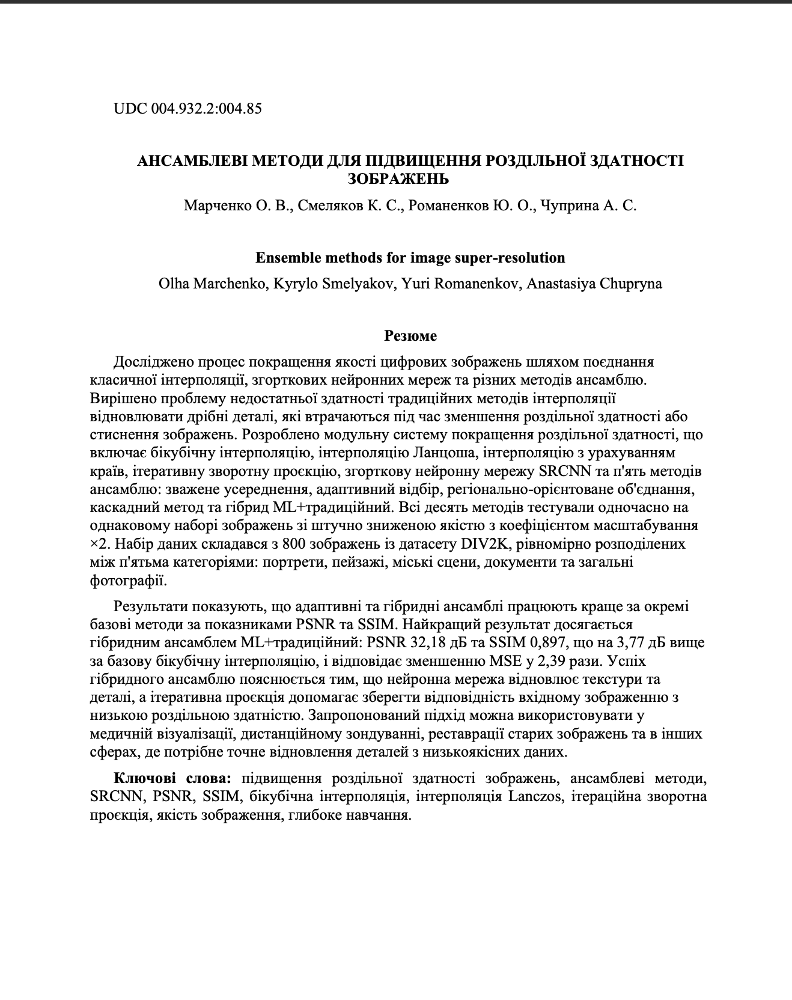 UDC 004.932.2:004.85
АНСАМБЛЕВІ МЕТОДИ ДЛЯ ПІДВИЩЕННЯ РОЗДІЛЬНОЇ ЗДАТНОСТІ
ЗОБРАЖЕНЬ
Марченко О. В., Смеляков К. С., Романенков Ю. О., Чуприна А. С.
Ensemble methods for image super-resolution
Olha Marchenko, Kyrylo Smelyakov, Yuri Romanenkov, Anastasiya Chupryna
Резюме
Досліджено процес покращення якості цифрових зображень шляхом поєднання
класичної інтерполяції, згорткових нейронних мереж та різних методів ансамблю.
Вирішено проблему недостатньої здатності традиційних методів інтерполяції
відновлювати дрібні деталі, які втрачаються під час зменшення роздільної здатності або
стиснення зображень. Розроблено модульну систему покращення роздільної здатності, що
включає бікубічну інтерполяцію, інтерполяцію Ланцоша, інтерполяцію з урахуванням
країв, ітеративну зворотну проєкцію, згорткову нейронну мережу SRCNN та п'ять методів
ансамблю: зважене усереднення, адаптивний відбір, регіонально-орієнтоване об'єднання,
каскадний метод та гібрид ML+традиційний. Всі десять методів тестували одночасно на
однаковому наборі зображень зі штучно зниженою якістю з коефіцієнтом масштабування
×2. Набір даних складався з 800 зображень із датасету DIV2K, рівномірно розподілених
між п'ятьма категоріями: портрети, пейзажі, міські сцени, документи та загальні
фотографії.
Результати показують, що адаптивні та гібридні ансамблі працюють краще за окремі
базові методи за показниками PSNR та SSIM. Найкращий результат досягається
гібридним ансамблем ML+традиційний: PSNR 32,18 дБ та SSIM 0,897, що на 3,77 дБ вище
за базову бікубічну інтерполяцію, і відповідає зменшенню MSE у 2,39 рази. Успіх
гібридного ансамблю пояснюється тим, що нейронна мережа відновлює текстури та
деталі, а ітеративна проєкція допомагає зберегти відповідність вхідному зображенню з
низькою роздільною здатністю. Запропонований підхід можна використовувати у
медичній візуалізації, дистанційному зондуванні, реставрації старих зображень та в інших
сферах, де потрібне точне відновлення деталей з низькоякісних даних.
Ключові слова: підвищення роздільної здатності зображень, ансамблеві методи,
SRCNN, PSNR, SSIM, бікубічна інтерполяція, інтерполяція Lanczos, ітераційна зворотна
проєкція, якість зображення, глибоке навчання.